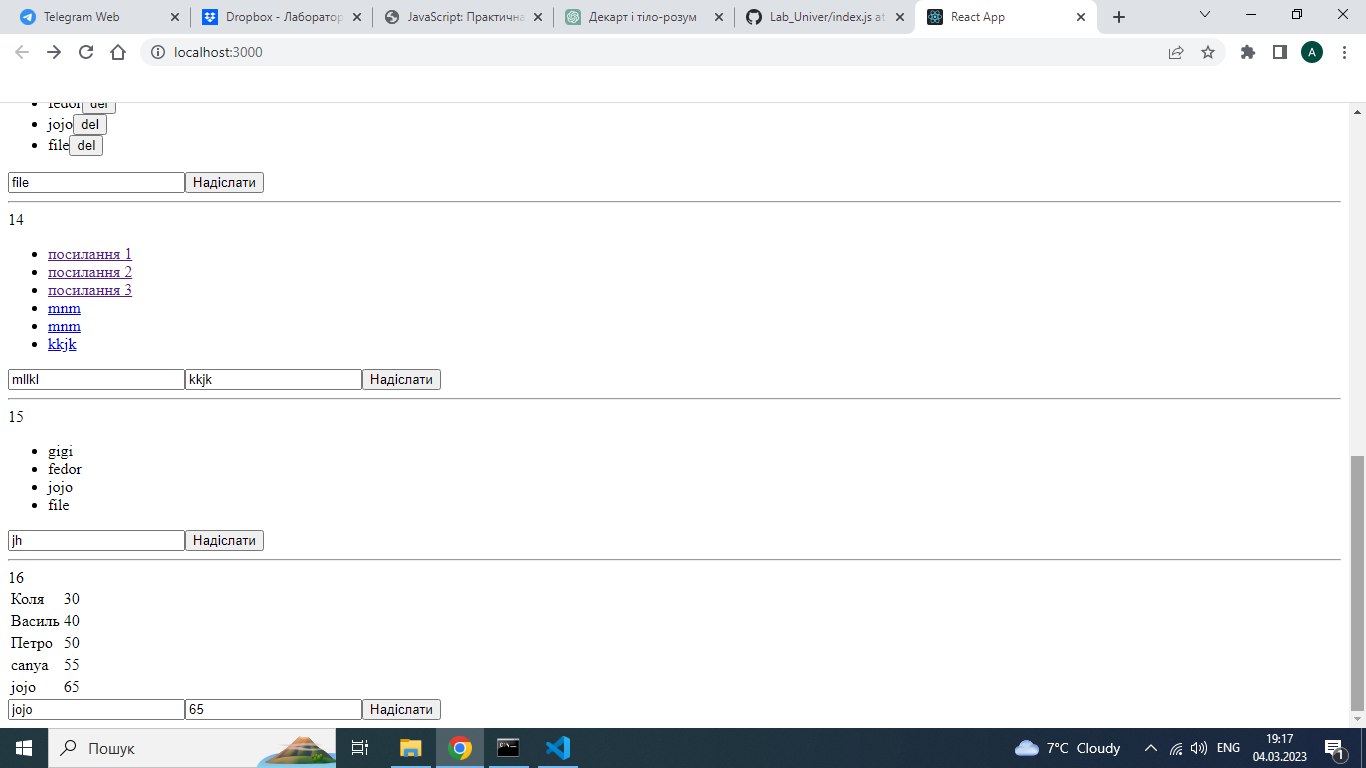 Telegram Web
Dropbox - Лаборатор
JavaScript: Практична
Декарт і тіло-розум
Lab_Univer/index.js at
React App
localhost:3000
A
fedor del
jojo del
file del
file Надіслати
14
посилання 1
посилання 2
посилання 3
mnm
mnm
kkjk
mllkl kkjk Надіслати
15
gigi
fedor
jojo
file
jh Надіслати
16
Коля 30
Василь 40
Петро 50
canya 55
jojo 65
jojo 65 Надіслати
Пошук
7°C Cloudy
ENG
19:17
04.03.2023
1